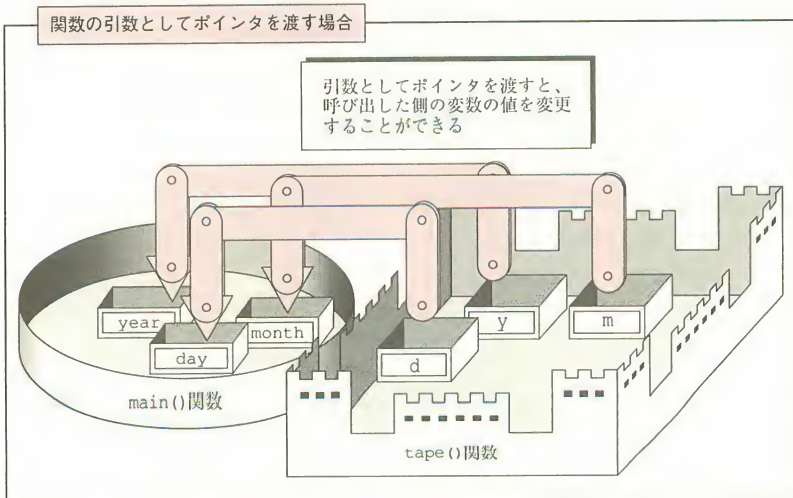 関数の引数としてポインタを渡す場合
引数としてポインタを渡すと、
呼び出した側の変数の値を変更
することができる
year
month
day
y
m
d
main()関数
tape()関数